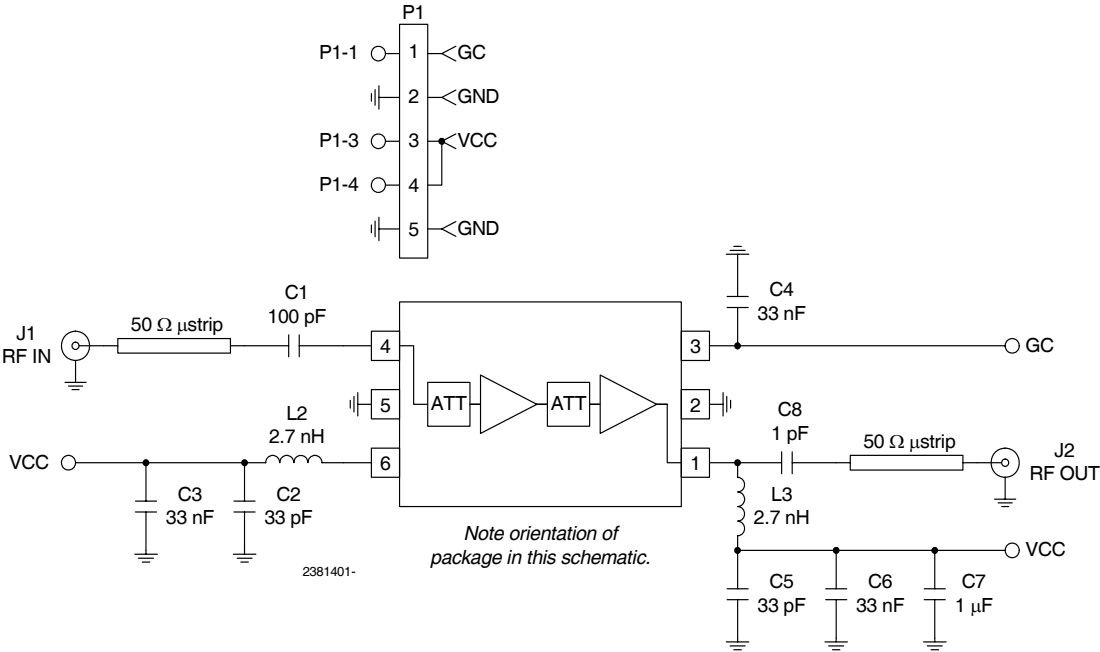 P1
P1-1 1 GC
2 GND
P1-3 3 VCC
P1-4 4
5 GND
J1
RF IN
50 Ω μstrip
C1
100 pF
4
3
C4
33 nF
GC
5
ATT
ATT
2
L2
2.7 nH
VCC
6
1
C8
1 pF
50 Ω μstrip
J2
RF OUT
C3
33 nF
C2
33 pF
L3
2.7 nH
VCC
Note orientation of
package in this schematic.
2381401-
C5
33 pF
C6
33 nF
C7
1 μF